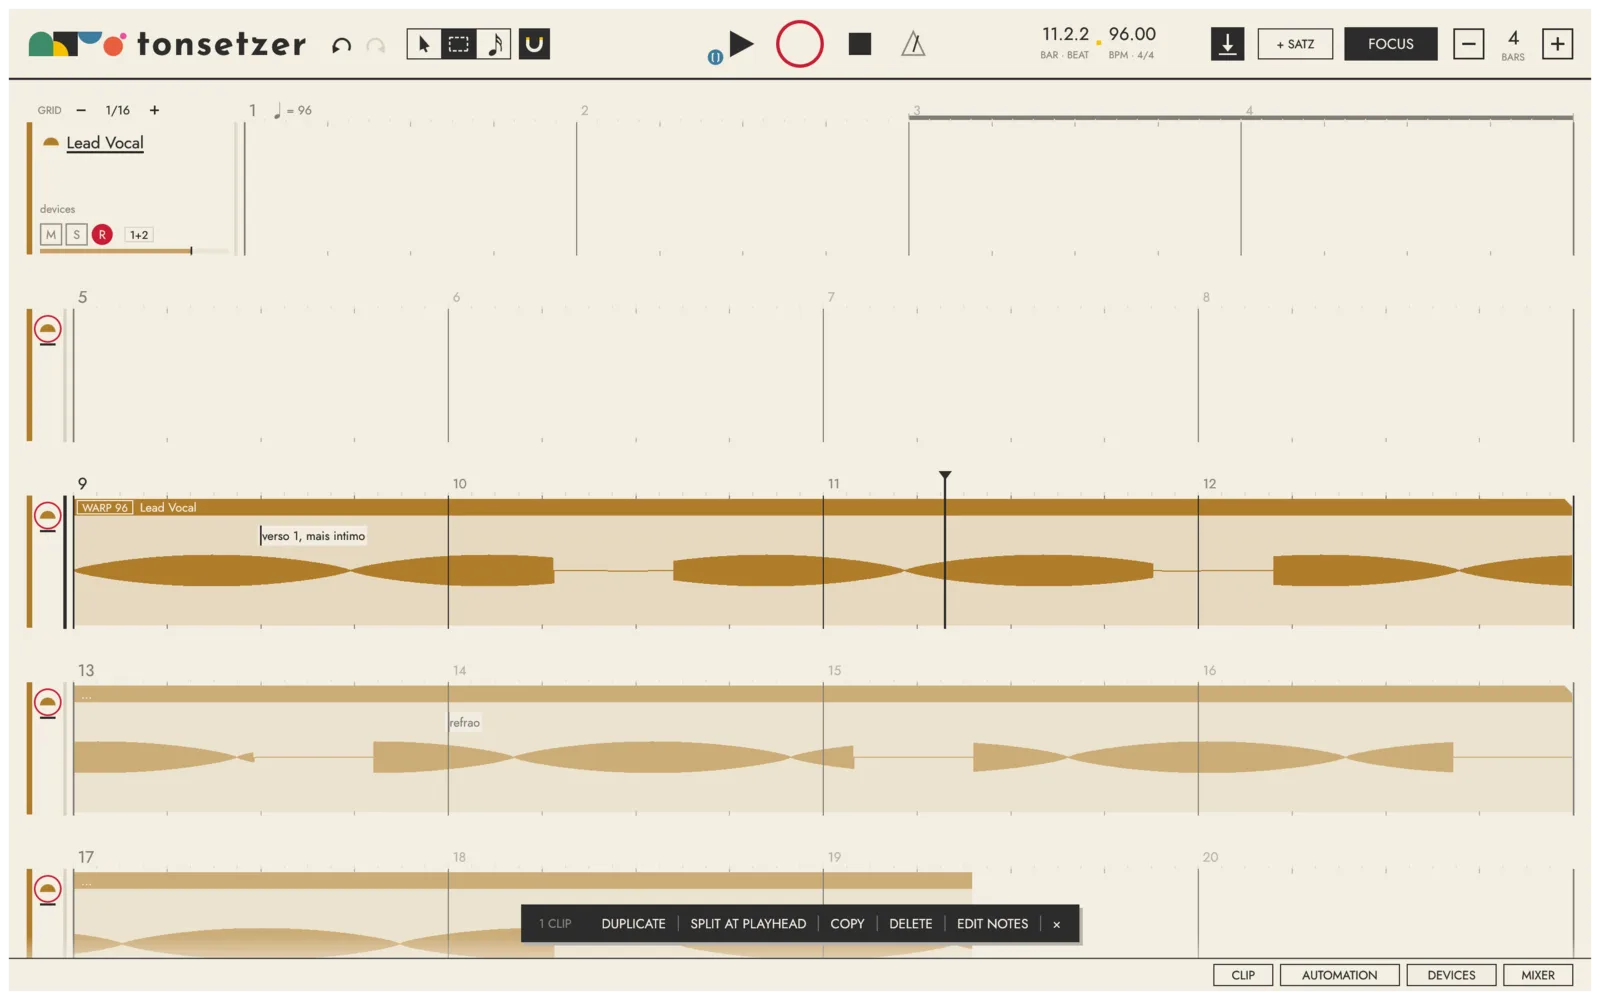 tonsetzer
11.2.2 96.00
BAR · BEAT BPM · 4/4
+ SATZ
FOCUS
4
BARS
GRID − 1/16 +
1 ♩ = 96 2 3 4
Lead Vocal
devices
M S R 1+2
5 6 7 8
9 10 11 12
WARP 96 Lead Vocal
verso 1, mais intimo
13 14 15 16
...
refrao
17 18 19 20
...
1 CLIP DUPLICATE SPLIT AT PLAYHEAD COPY DELETE EDIT NOTES ×
CLIP AUTOMATION DEVICES MIXER